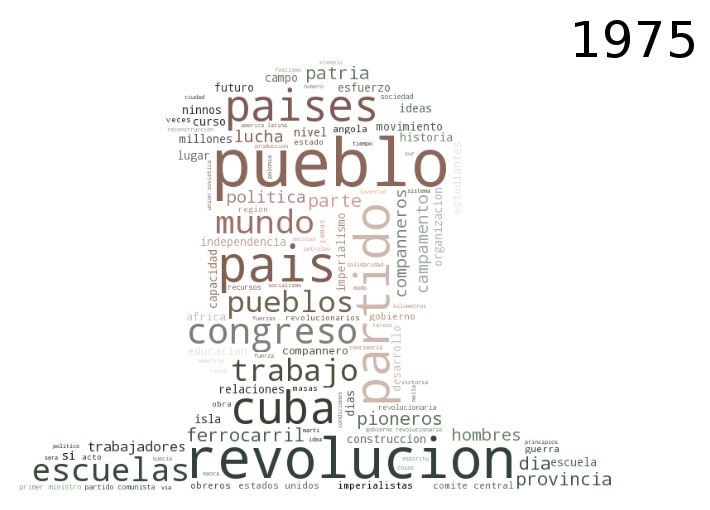 1975
ejemplo
fascismo
campo patria
numero
futuro esfuerzo
ciudad
paises
sociedad
ninnos
ideas
veces curso
america latina
angola
movimiento
reconstruccion
millones lucha nivel
historia
estado
produccion
tiempo
lugar
pueblo
sur
estudiantes
union sovietica
polonia
juventud
sistema
politica parte
region
mundo
jamas
partido
companneros
campamento
organizacion
independencia
amistad
imperialismo
petroleo
pais
solidaridad
capacidad
recursos
socialismo
modo
pueblos
kilometros
africa
fuerzas
revolucionarios
gobierno
congreso
tareas
desarrollo
educacion
compannero
conciencia
maestros
fuerza
causa
trabajo
relaciones
masas
victoria
condiciones
dias
obra
cuba
revolucionaria
isla
pioneros
marti
gobierno revolucionario
ferrocarril
idea
construccion
hombres
politico
trabajadores
principios
guerra
sera si acto
suecia
espiritu
revolucion
escuelas
dia escuela
epoca
cosas
provincia
primer ministro partido comunista via
obreros estados unidos imperialistas comite central